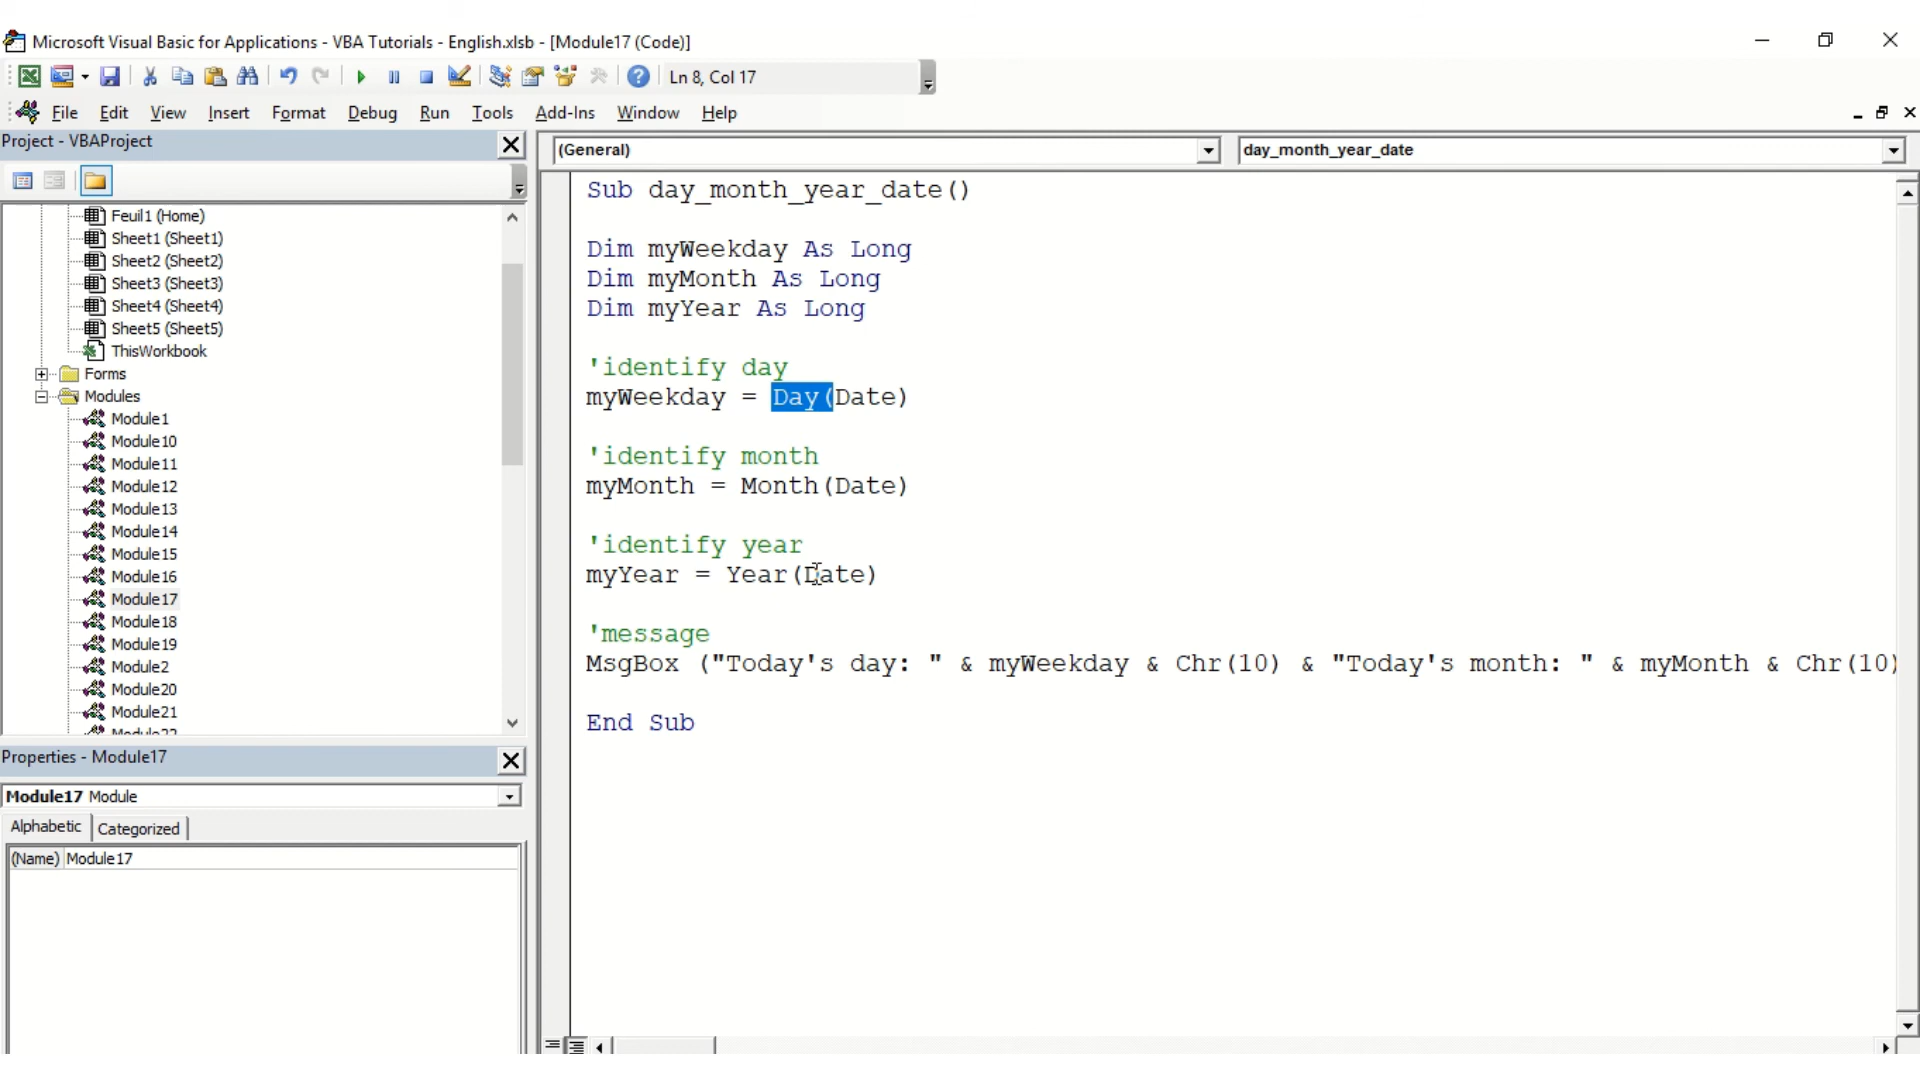 Microsoft Visual Basic for Applications - VBA Tutorials - English.xlsb - [Module17 (Code)]
Ln 8, Col 17
File Edit View Insert Format Debug Run Tools Add-Ins Window Help
Project - VBAProject
Feuil1 (Home)
Sheet1 (Sheet1)
Sheet2 (Sheet2)
Sheet3 (Sheet3)
Sheet4 (Sheet4)
Sheet5 (Sheet5)
ThisWorkbook
Forms
Modules
Module1
Module10
Module11
Module12
Module13
Module14
Module15
Module16
Module17
Module18
Module19
Module2
Module20
Module21
Properties - Module17
Module17 Module
Alphabetic Categorized
(Name) Module17
(General) day_month_year_date
Sub day_month_year_date()
Dim myWeekday As Long
Dim myMonth As Long
Dim myYear As Long
'identify day
myWeekday = Day(Date)
'identify month
myMonth = Month(Date)
'identify year
myYear = Year(Date)
'message
MsgBox ("Today's day: " & myWeekday & Chr(10) & "Today's month: " & myMonth & Chr(10)
End Sub